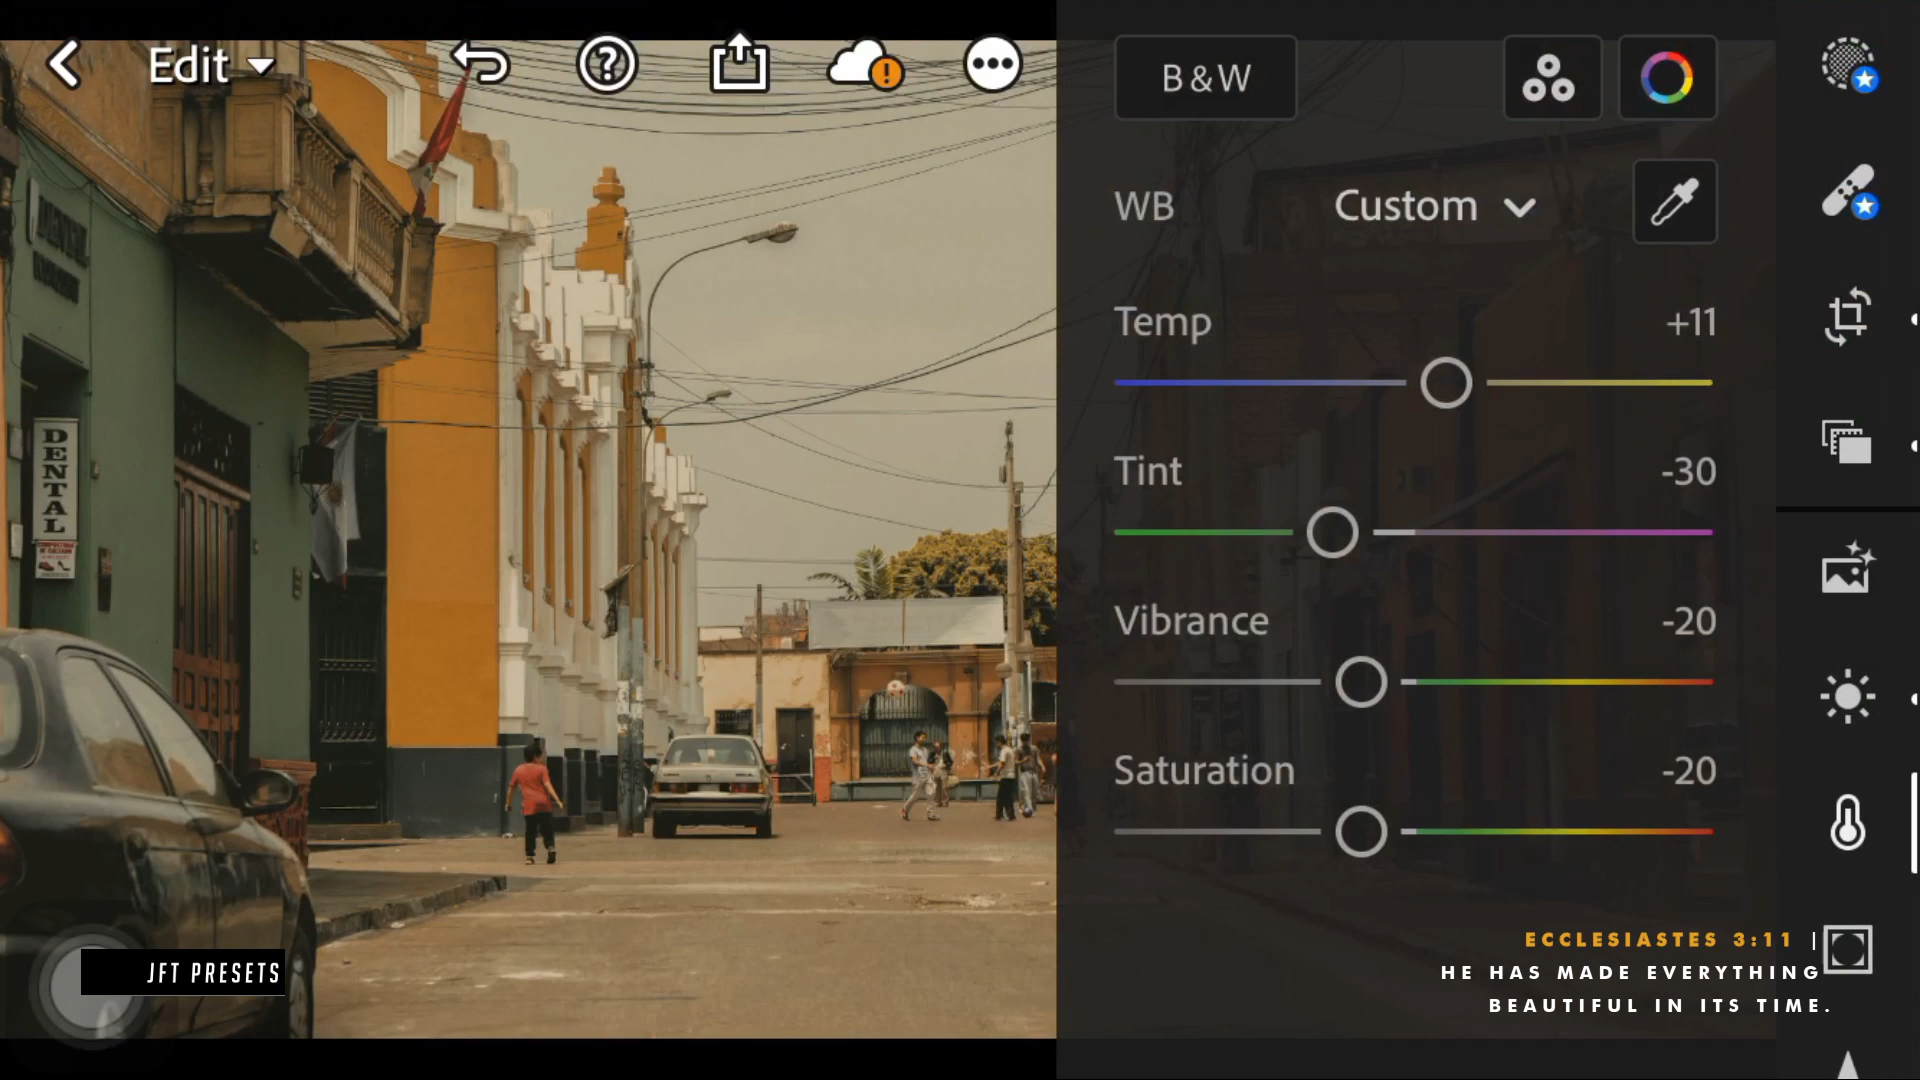 Edit
B & W
WB
Custom
Temp
+11
Tint
-30
Vibrance
-20
Saturation
-20
DENTAL
JFT PRESETS
ECCLESIASTES 3:11 |
HE HAS MADE EVERYTHING
BEAUTIFUL IN ITS TIME.